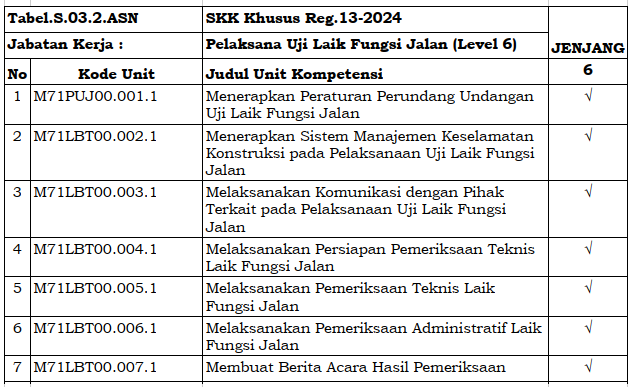 Tabel.S.03.2.ASN SKK Khusus Reg.13-2024
Jabatan Kerja : Pelaksana Uji Laik Fungsi Jalan (Level 6) JENJANG
No Kode Unit Judul Unit Kompetensi 6
1 M71PUJ00.001.1 Menerapkan Peraturan Perundang Undangan
Uji Laik Fungsi Jalan √
2 M71LBT00.002.1 Menerapkan Sistem Manajemen Keselamatan
Konstruksi pada Pelaksanaan Uji Laik Fungsi
Jalan √
3 M71LBT00.003.1 Melaksanakan Komunikasi dengan Pihak
Terkait pada Pelaksanaan Uji Laik Fungsi
Jalan √
4 M71LBT00.004.1 Melaksanakan Persiapan Pemeriksaan Teknis
Laik Fungsi Jalan √
5 M71LBT00.005.1 Melaksanakan Pemeriksaan Teknis Laik
Fungsi Jalan √
6 M71LBT00.006.1 Melaksanakan Pemeriksaan Administratif Laik
Fungsi Jalan √
7 M71LBT00.007.1 Membuat Berita Acara Hasil Pemeriksaan √